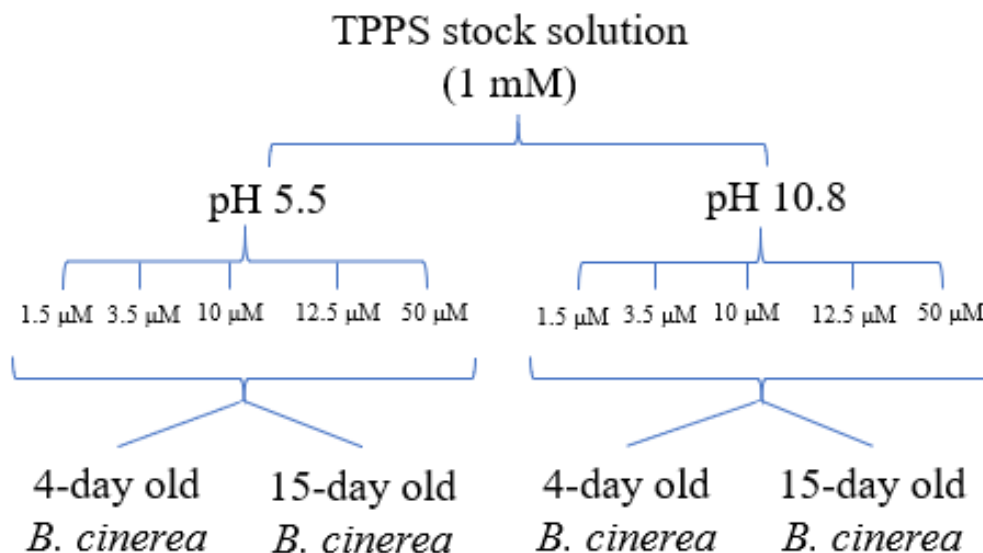 TPPS stock solution
(1 mM)
pH 5.5 pH 10.8
1.5 µM 3.5 µM 10 µM 12.5 µM 50 µM 1.5 µM 3.5 µM 10 µM 12.5 µM 50 µM
4-day old 15-day old 4-day old 15-day old
B. cinerea B. cinerea B. cinerea B. cinerea